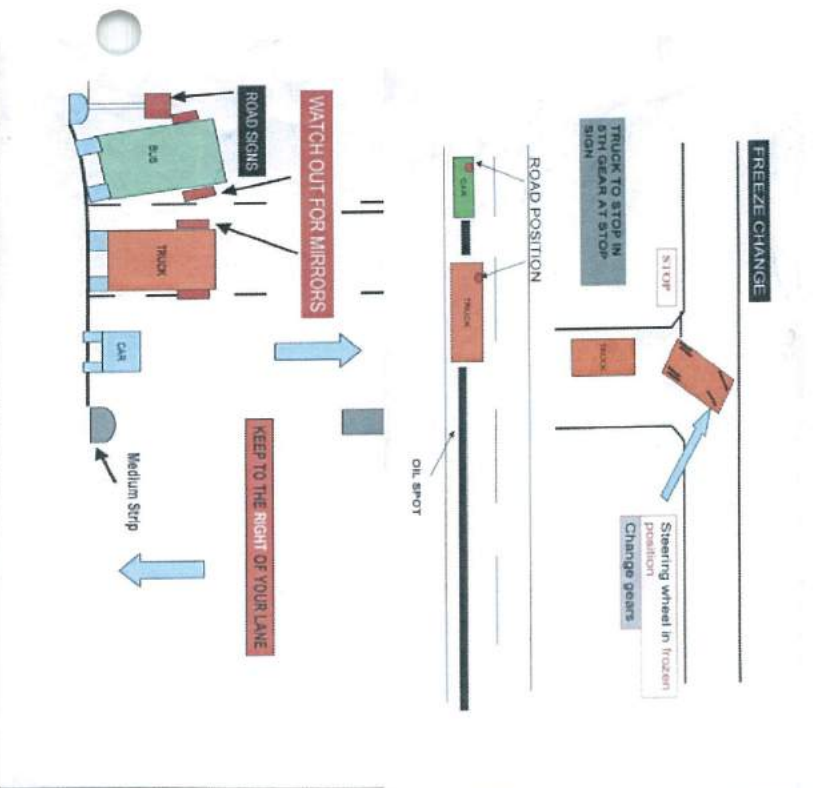 FREEZE CHANGE
TRUCK TO STOP IN
5TH GEAR AT STOP
SIGN
STOP
TRUCK
Steering wheel in frozen
position
Change gears
ROAD POSITION
CAR
TRUCK
OIL SPOT
WATCH OUT FOR MIRRORS
ROAD SIGNS
BUS
TRUCK
CAR
KEEP TO THE RIGHT OF YOUR LANE
Medium Strip